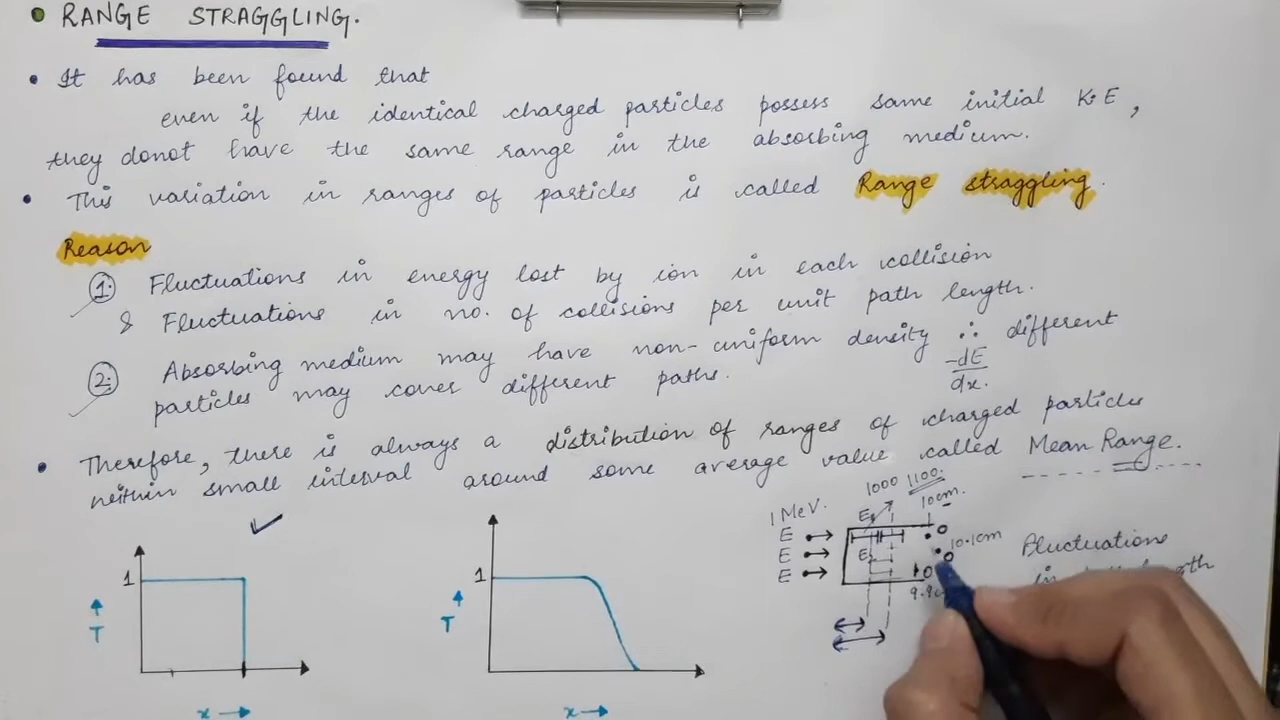 RANGE STRAGGLING.
It has been found that
even if the identical charged particles possess same initial K.E,
they donot have the same range in the absorbing medium.
This variation in ranges of particles is called Range straggling.
Reason
1. Fluctuations in energy lost by ion in each collision
& Fluctuations in no. of collisions per unit path length.
2. Absorbing medium may have non-uniform density ∴ different
particles may cover different paths.
-dE
dx.
Therefore, there is always a distribution of ranges of charged particles
within small interval around some average value called Mean Range.
1
T
x
1
T
x
1 MeV.
E
E
E
1000 1100.
10cm.
E
E
10.1cm
9.9
Fluctuations